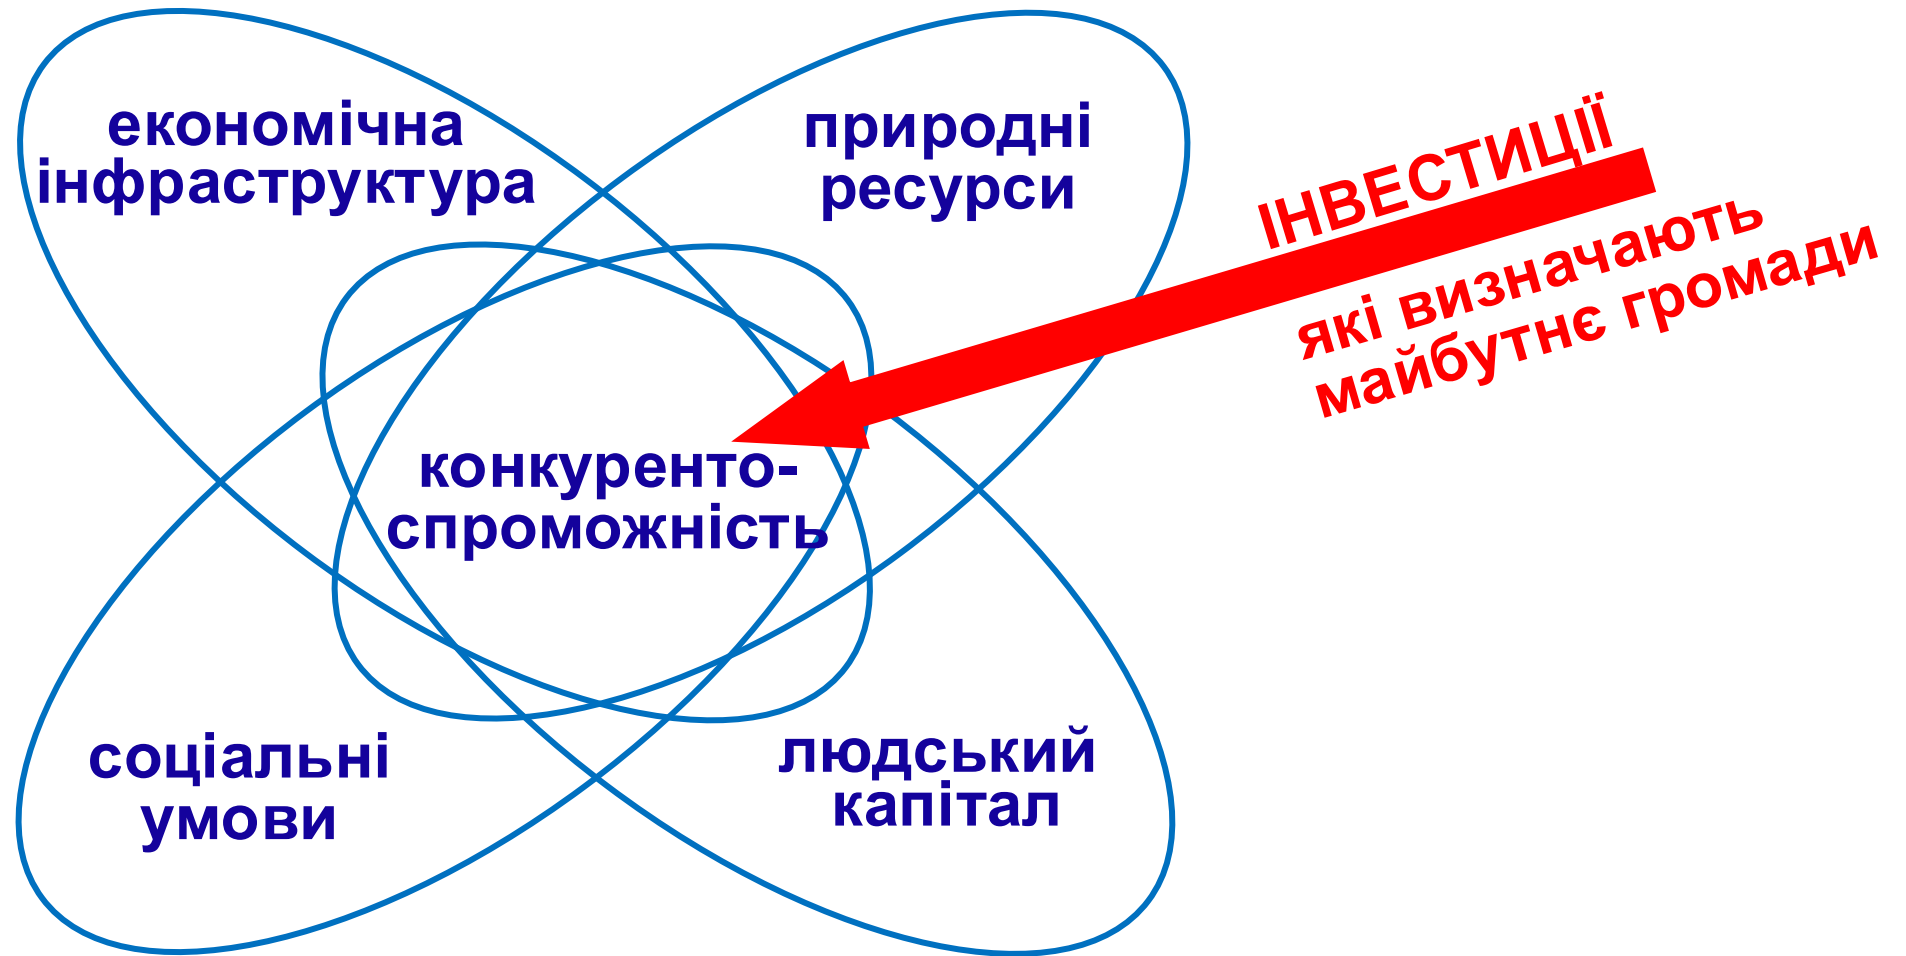 економічна
інфраструктура
природні
ресурси
ІНВЕСТИЦІЇ
які визначають
майбутнє громади
конкуренто-
спроможність
соціальні
умови
людський
капітал